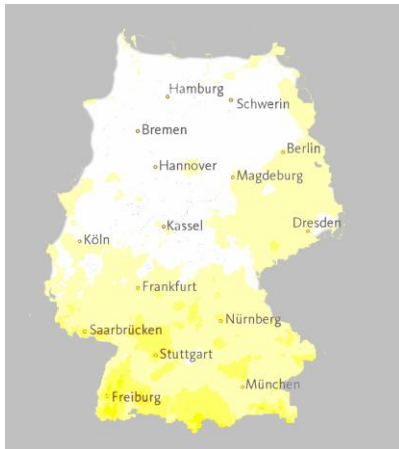 Hamburg
Schwerin
Bremen
Berlin
Hannover
Magdeburg
Kassel
Dresden
Köln
Frankfurt
Nürnberg
Saarbrücken
Stuttgart
München
Freiburg